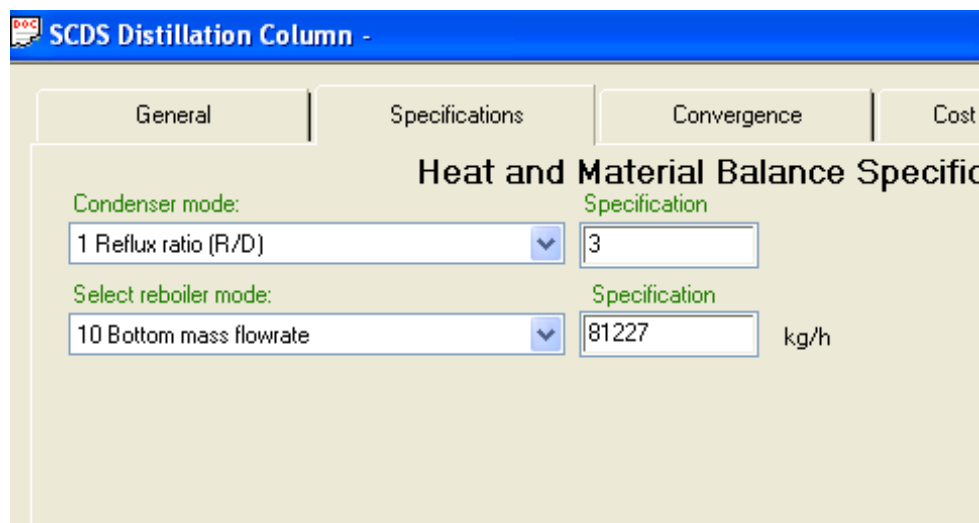 DOC
SCDS Distillation Column -
General Specifications Convergence Cost
Heat and Material Balance Specific
Condenser mode: Specification
1 Reflux ratio (R/D) 3
Select reboiler mode: Specification
10 Bottom mass flowrate 81227 kg/h